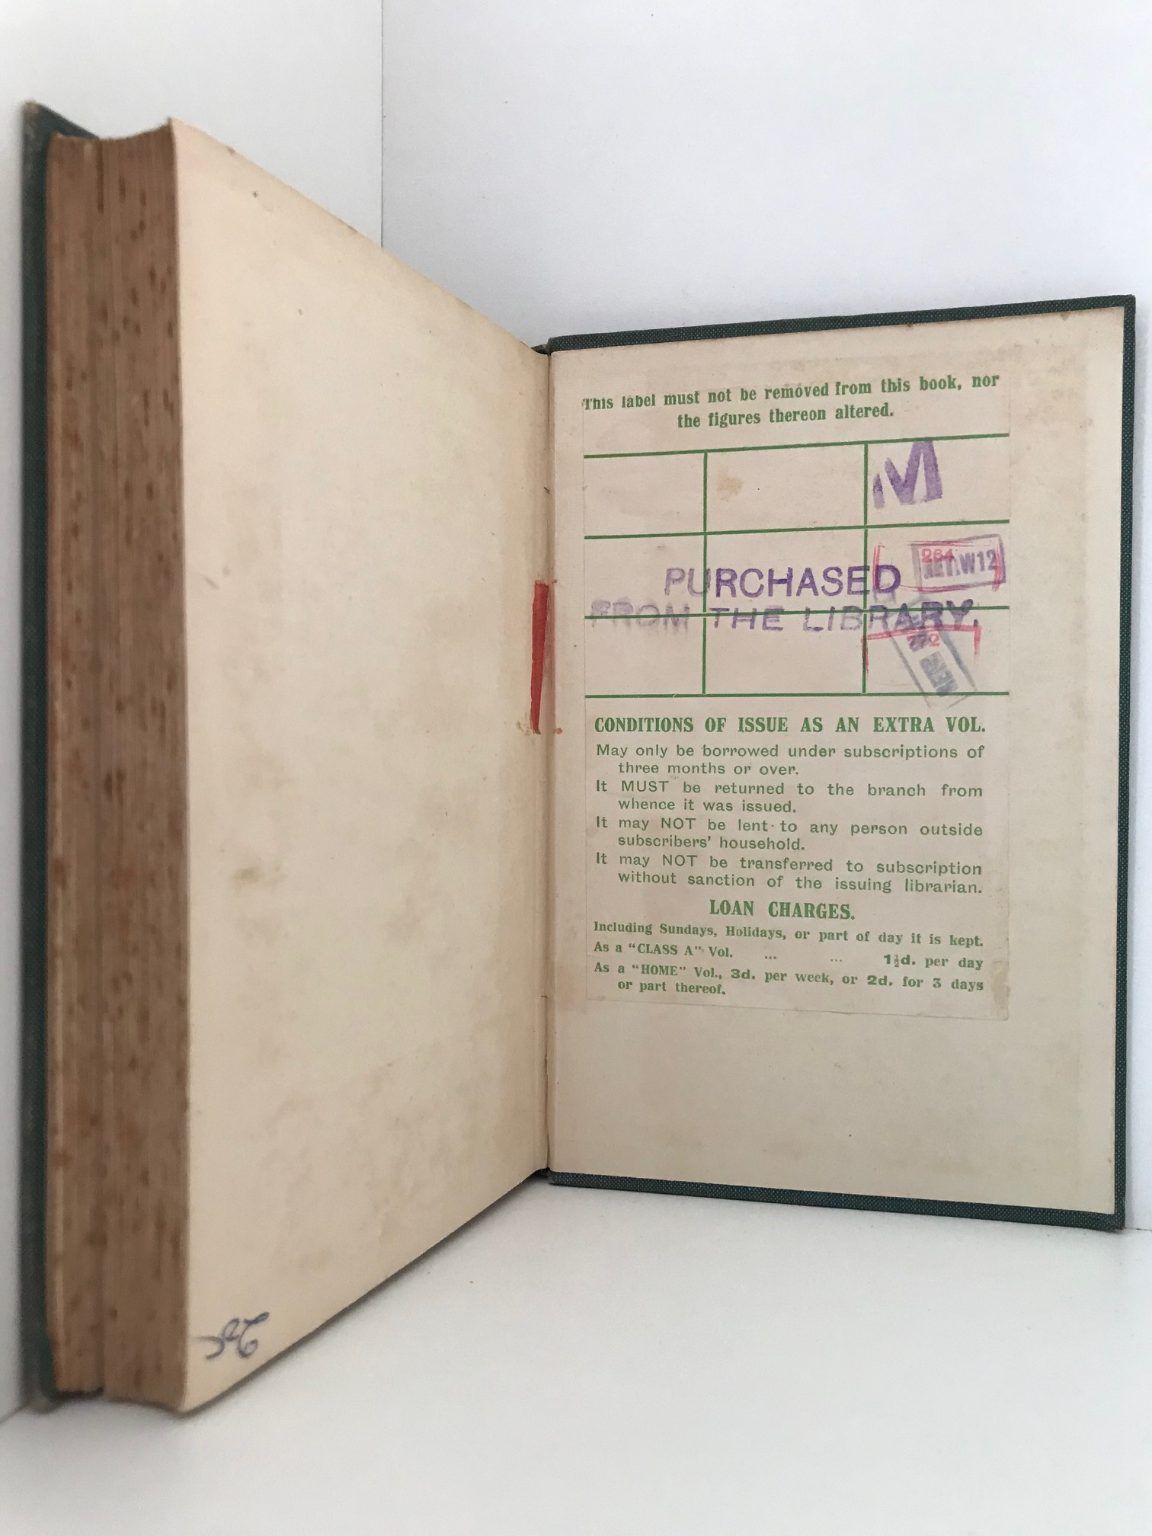 This label must not be removed from this book, nor
the figures thereon altered.
M
264
W12
PURCHASED
FROM THE LIBRARY.
CONDITIONS OF ISSUE AS AN EXTRA VOL.
May only be borrowed under subscriptions of
three months or over.
It MUST be returned to the branch from
whence it was issued.
It may NOT be lent to any person outside
subscribers' household.
It may NOT be transferred to subscription
without sanction of the issuing librarian.
LOAN CHARGES.
Including Sundays, Holidays, or part of day it is kept.
As a "CLASS A" Vol. ... ... 1½d. per day
As a "HOME" Vol., 3d. per week, or 2d. for 3 days
or part thereof.